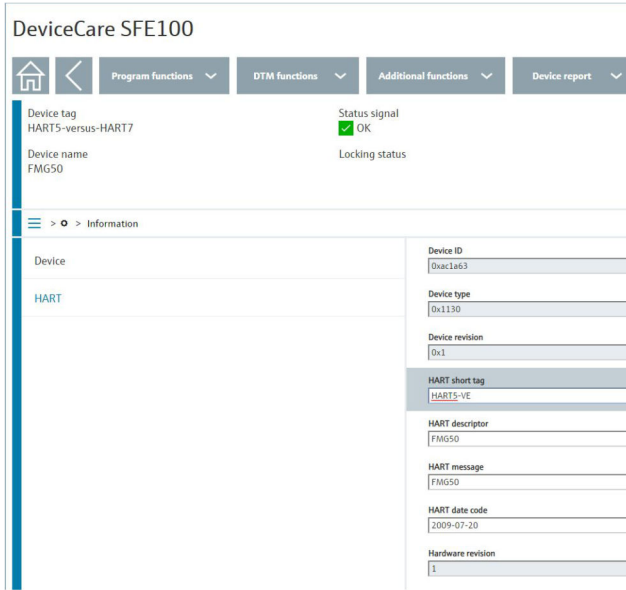 DeviceCare SFE100
Program functions
DTM functions
Additional functions
Device report
Device tag
HART5-versus-HART7
Status signal
OK
Device name
FMG50
Locking status
> > Information
Device
HART
Device ID
0xac1a63
Device type
0x1130
Device revision
0x1
HART short tag
HART5-VE
HART descriptor
FMG50
HART message
FMG50
HART date code
2009-07-20
Hardware revision
1